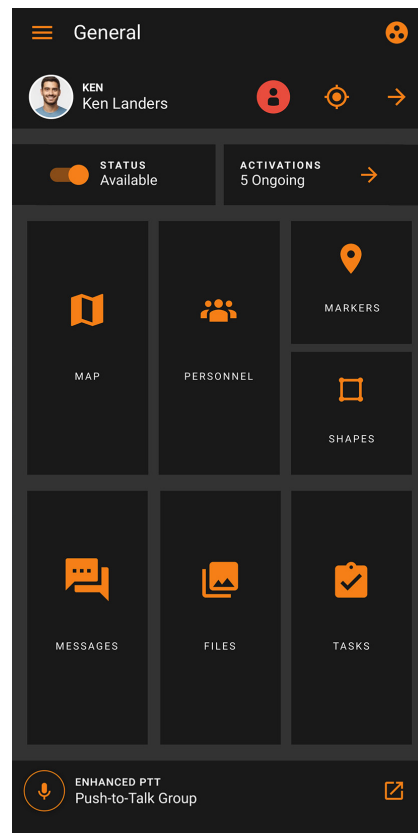 General
KEN
Ken Landers
STATUS
Available
ACTIVATIONS
5 Ongoing
MAP
PERSONNEL
MARKERS
SHAPES
MESSAGES
FILES
TASKS
ENHANCED PTT
Push-to-Talk Group